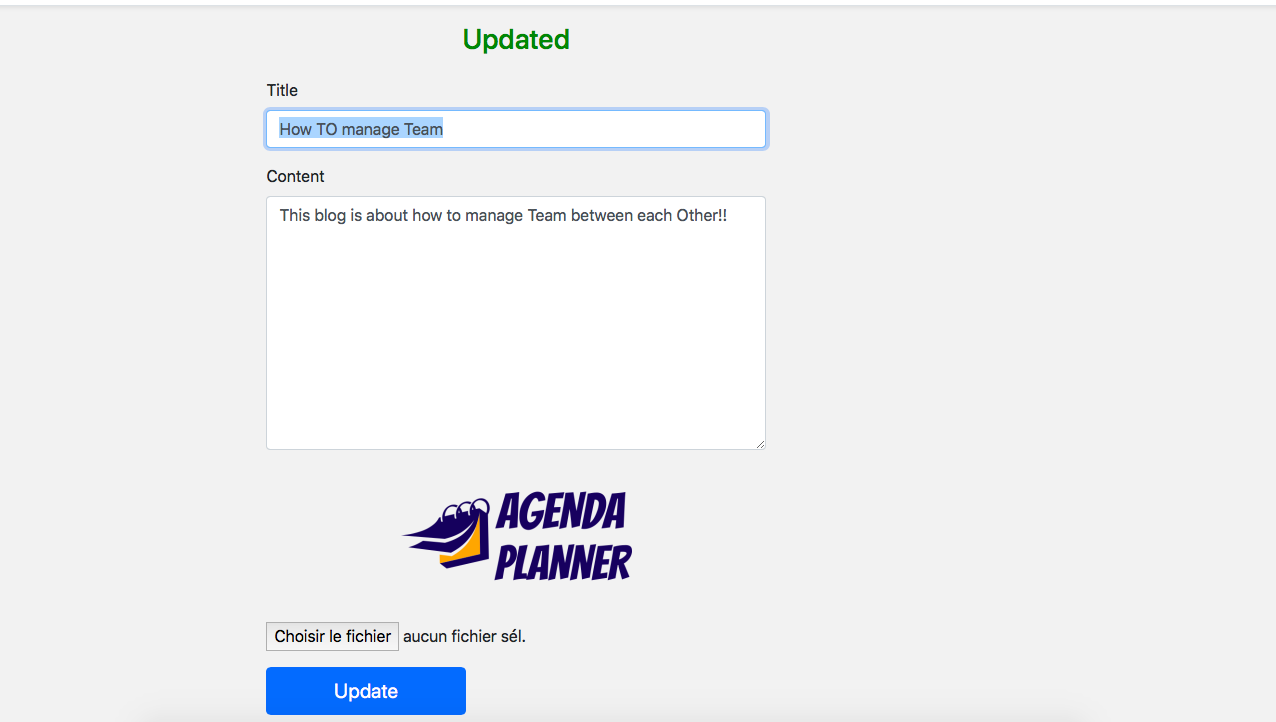 Updated
Title
How TO manage Team
Content
This blog is about how to manage Team between each Other!!
AGENDA
PLANNER
Choisir le fichier aucun fichier sél.
Update